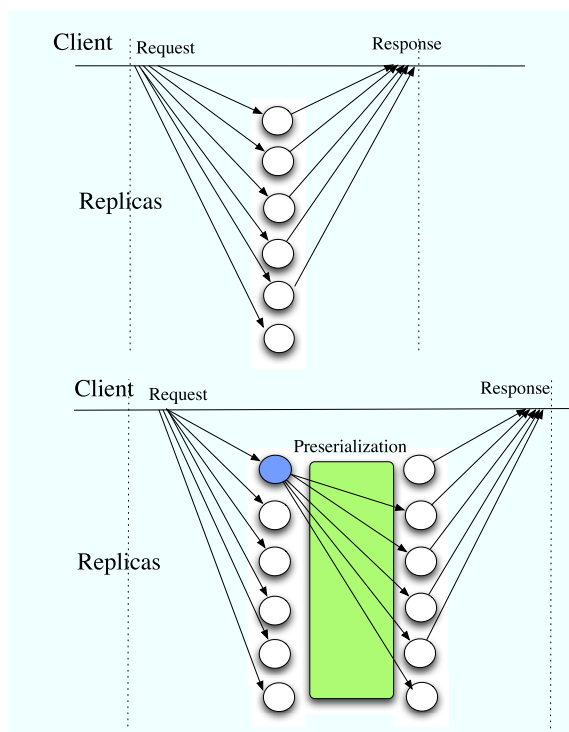 Client
Request
Response
Replicas
Client
Request
Response
Preserialization
Replicas